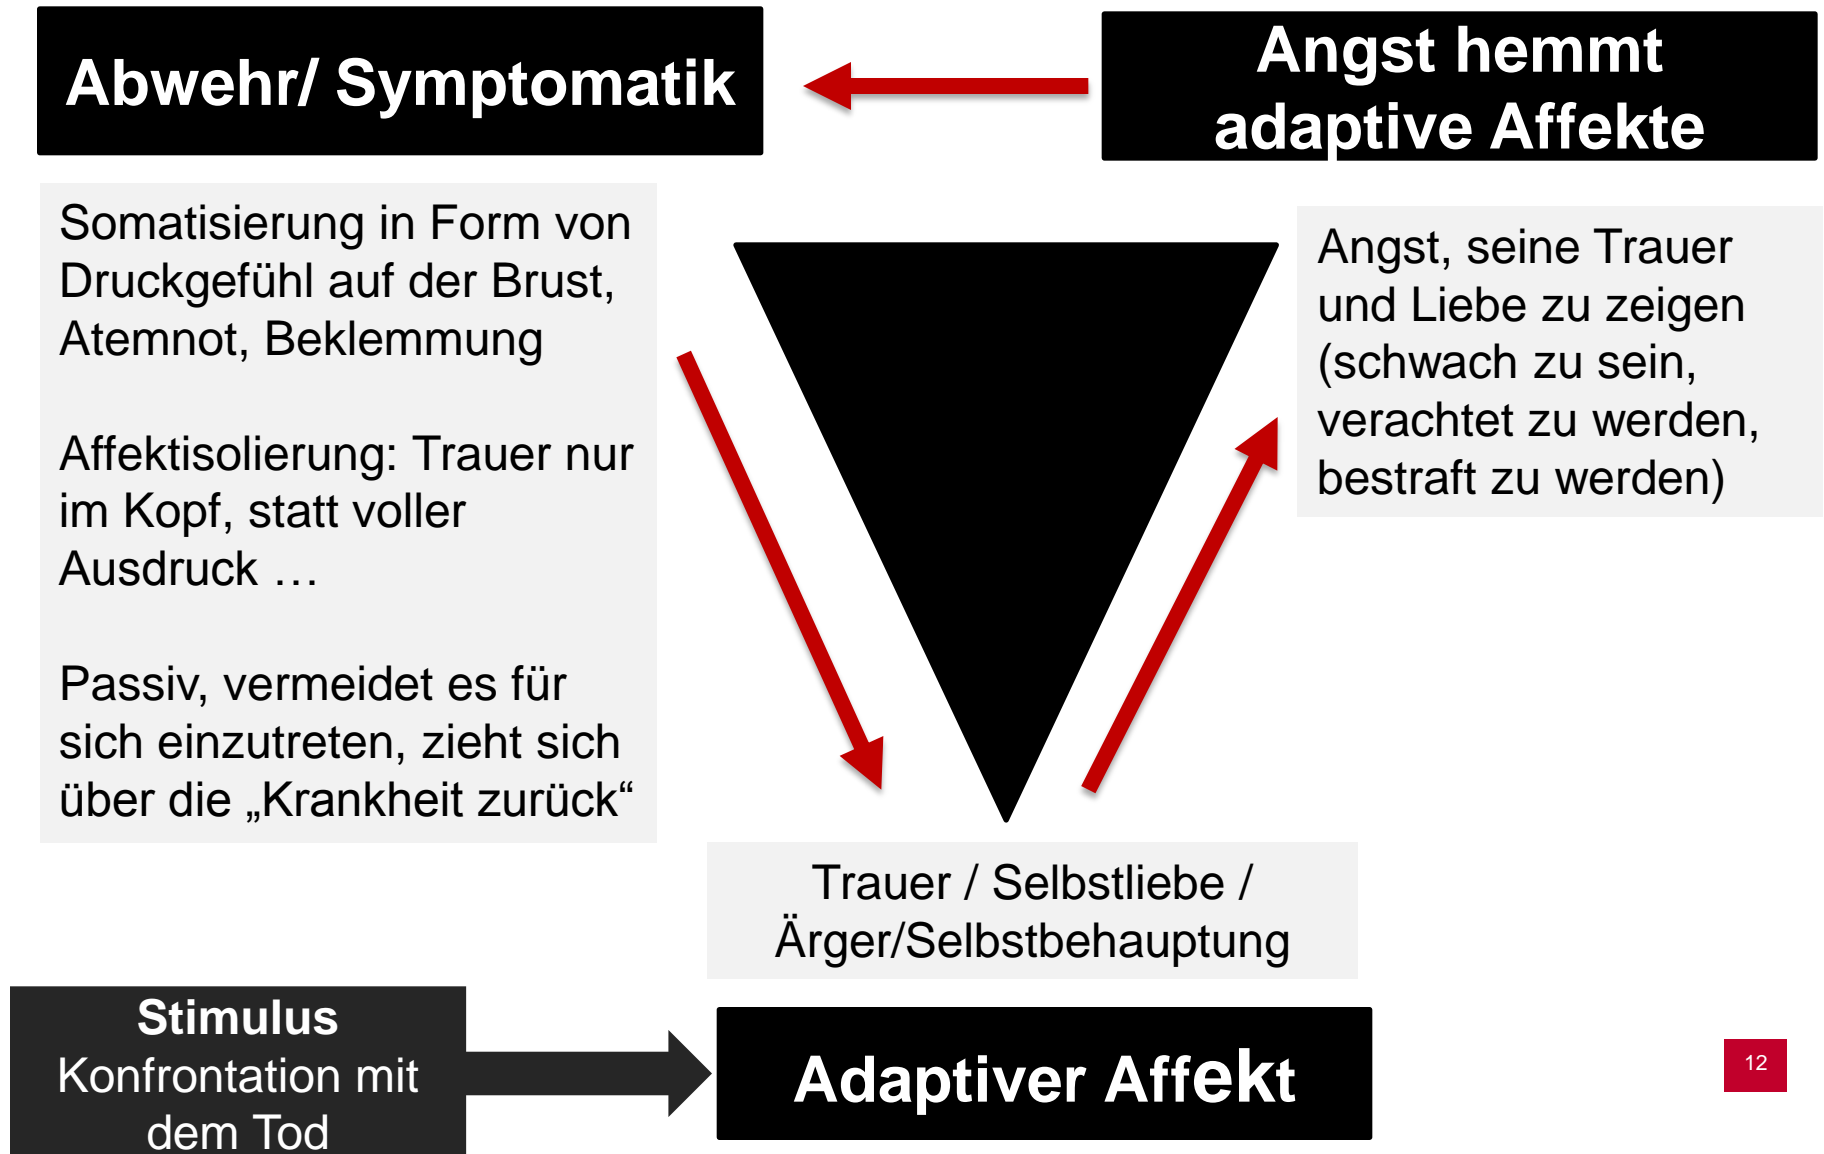 Abwehr/ Symptomatik
Angst hemmt
adaptive Affekte
Somatisierung in Form von
Druckgefühl auf der Brust,
Atemnot, Beklemmung
Affektisolierung: Trauer nur
im Kopf, statt voller
Ausdruck …
Passiv, vermeidet es für
sich einzutreten, zieht sich
über die „Krankheit zurück“
Angst, seine Trauer
und Liebe zu zeigen
(schwach zu sein,
verachtet zu werden,
bestraft zu werden)
Trauer / Selbstliebe /
Ärger/Selbstbehauptung
Stimulus
Konfrontation mit
dem Tod
Adaptiver Affekt
12